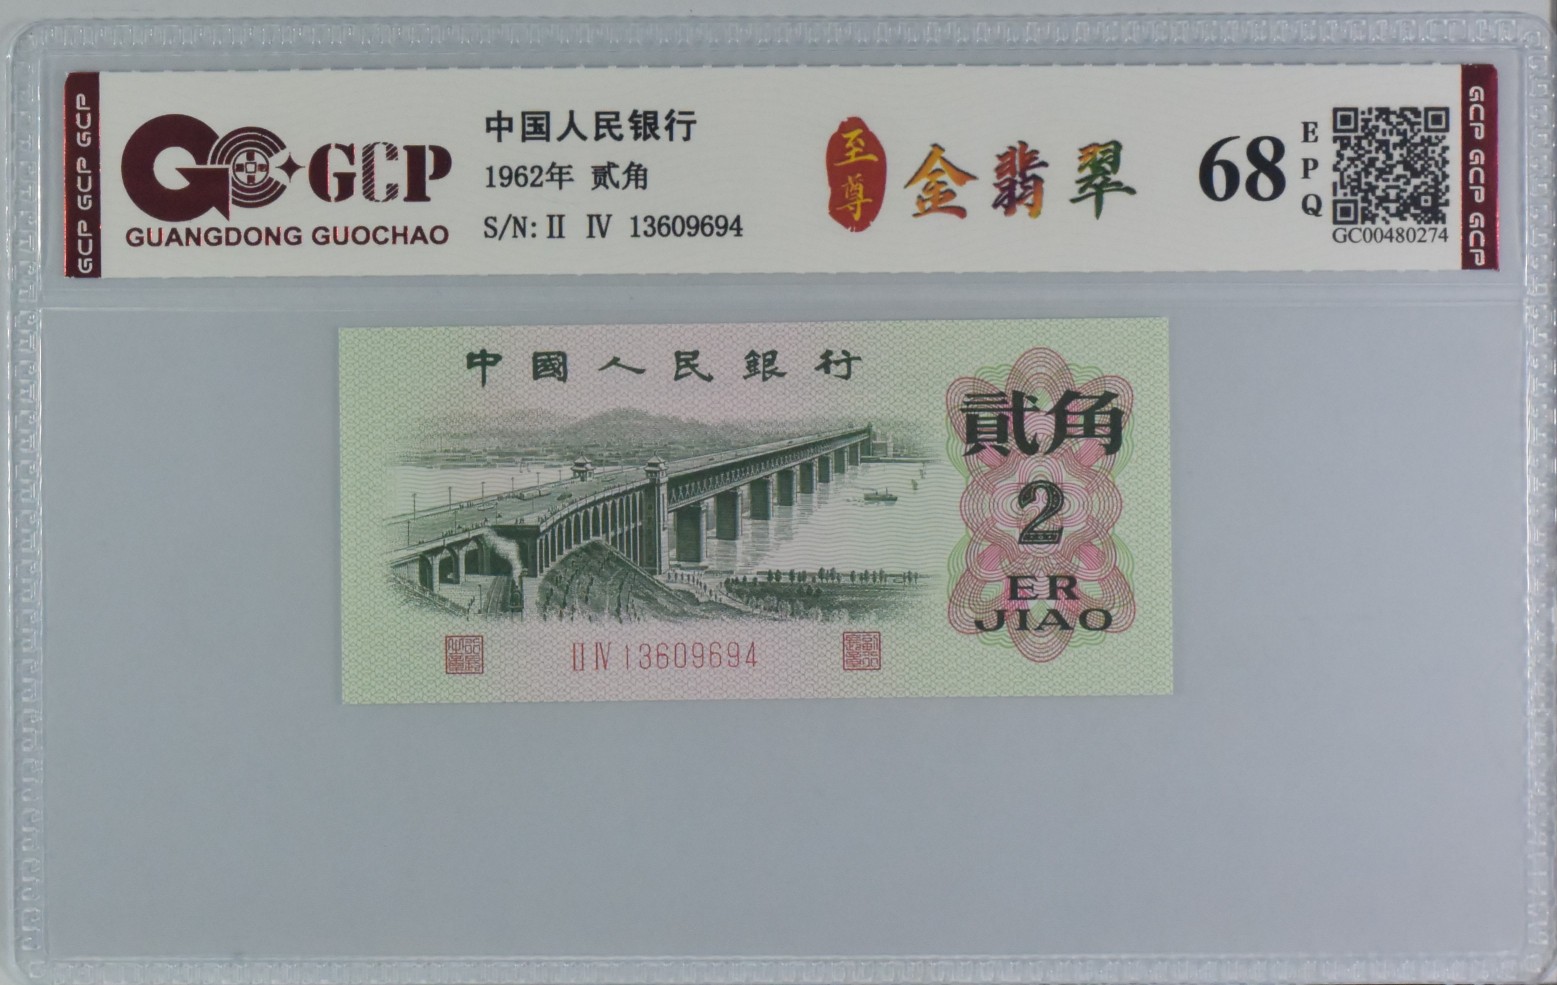 GCP GCP GCP
GCP
GUANGDONG GUOCHAO
中国人民银行
1962年 贰角
S/N: II IV 13609694
至尊
金翡翠
68
EPQ
GC00480274
GCP GCP GCP
中國人民銀行
貳角
2
ER
JIAO
II IV 13609694